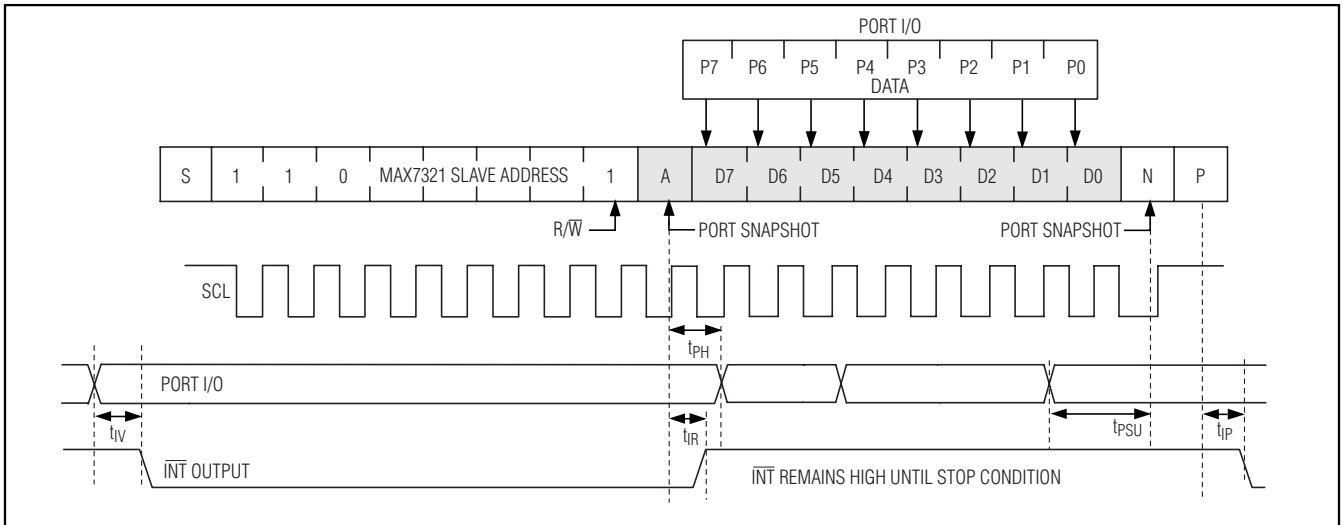 PORT I/O
P7 P6 P5 P4 P3 P2 P1 P0
DATA
S 1 1 0 MAX7321 SLAVE ADDRESS 1 A D7 D6 D5 D4 D3 D2 D1 D0 N P
R/W̅ PORT SNAPSHOT PORT SNAPSHOT
SCL
tPH
PORT I/O
tIV tIR tPSU tIP
I̅N̅T̅ OUTPUT I̅N̅T̅ REMAINS HIGH UNTIL STOP CONDITION